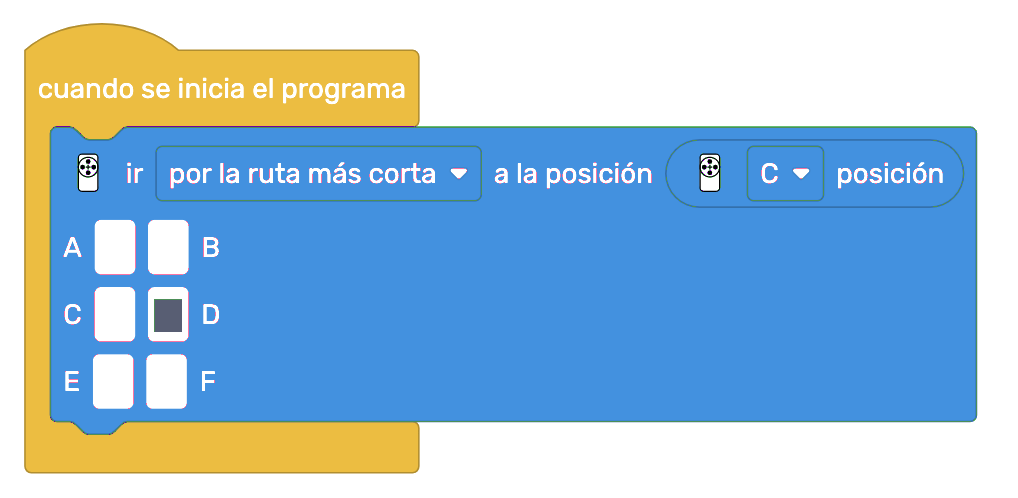 cuando se inicia el programa
ir por la ruta más corta a la posición C posición
A B
C D
E F